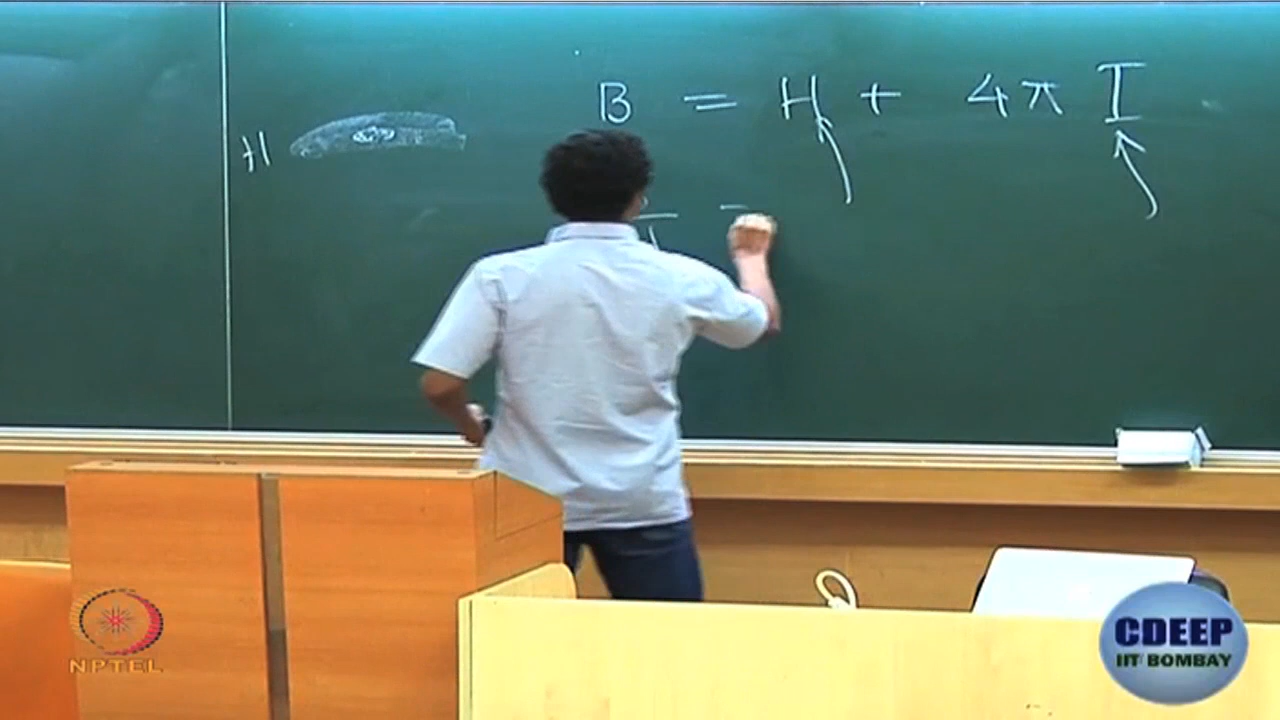 B = H + 4π I
H
NPTEL
CDEEP
IIT BOMBAY